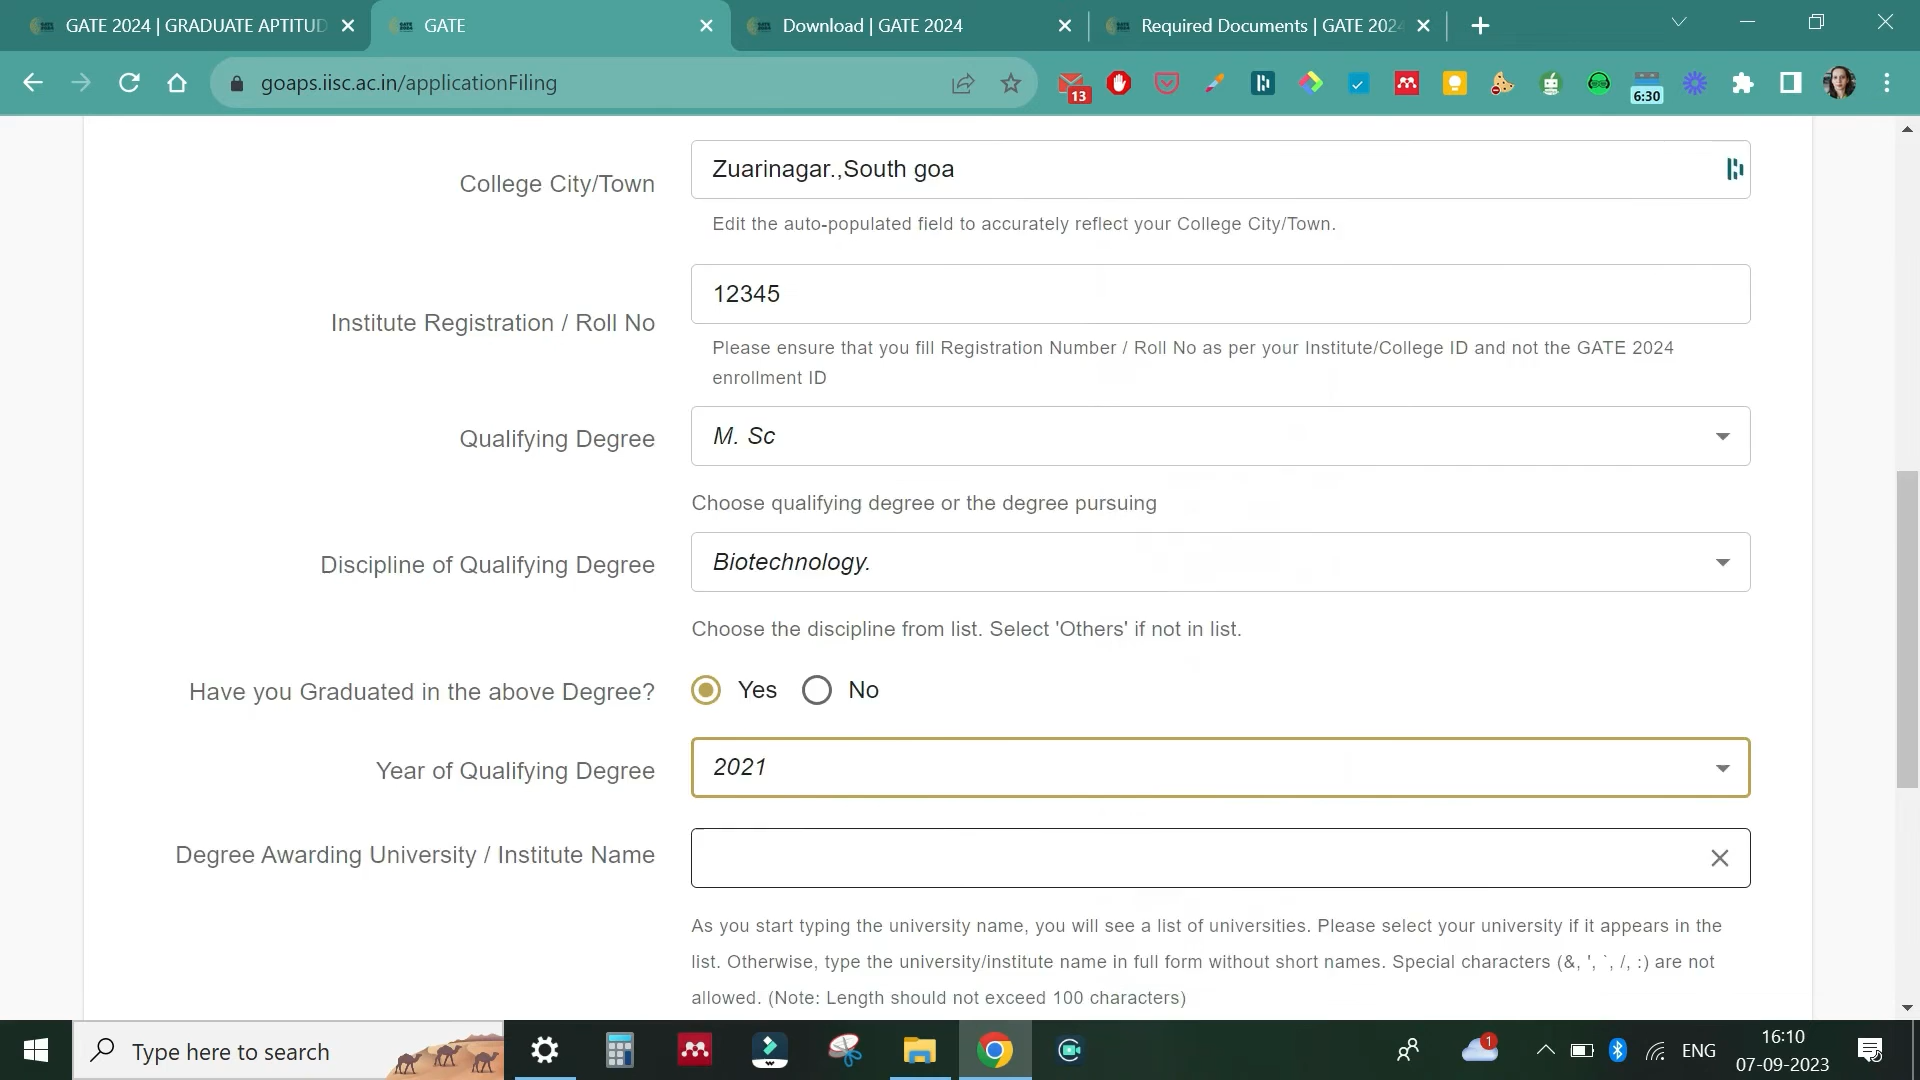 GATE 2024 | GRADUATE APTITUD
GATE
Download | GATE 2024
Required Documents | GATE 202
goaps.iisc.ac.in/applicationFiling
13
6:30
College City/Town
Zuarinagar.,South goa
Edit the auto-populated field to accurately reflect your College City/Town.
Institute Registration / Roll No
12345
Please ensure that you fill Registration Number / Roll No as per your Institute/College ID and not the GATE 2024
enrollment ID
Qualifying Degree
M. Sc
Choose qualifying degree or the degree pursuing
Discipline of Qualifying Degree
Biotechnology.
Choose the discipline from list. Select 'Others' if not in list.
Have you Graduated in the above Degree?
Yes
No
Year of Qualifying Degree
2021
Degree Awarding University / Institute Name
As you start typing the university name, you will see a list of universities. Please select your university if it appears in the
list. Otherwise, type the university/institute name in full form without short names. Special characters (&, ', `, /, :) are not
allowed. (Note: Length should not exceed 100 characters)
Type here to search
1
ENG
16:10
07-09-2023